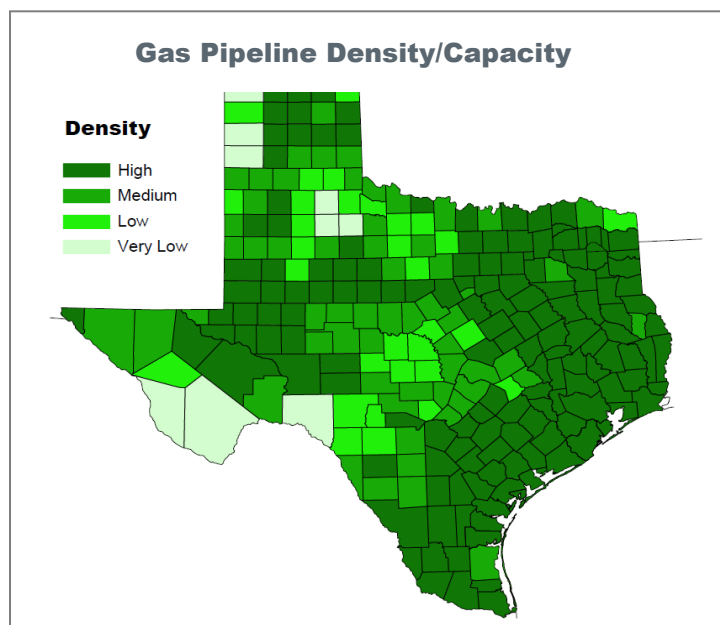 Gas Pipeline Density/Capacity
Density
High
Medium
Low
Very Low